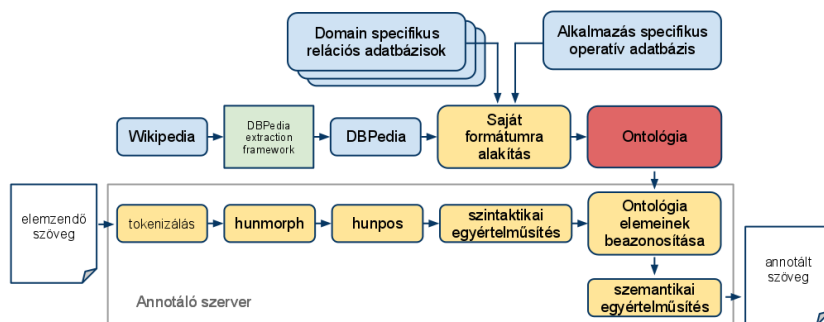 Domain specifikus
relációs adatbázisok
Alkalmazás specifikus
operatív adatbázis
Wikipedia
DBPedia
extraction
framework
DBPedia
Saját
formátumra
alakítás
Ontológia
elemzendő
szöveg
tokenizálás
hunmorph
hunpos
szintaktikai
egyértelműsítés
Ontológia
elemeinek
beazonosítása
szemantikai
egyértelműsítés
annotált
szöveg
Annotáló szerver